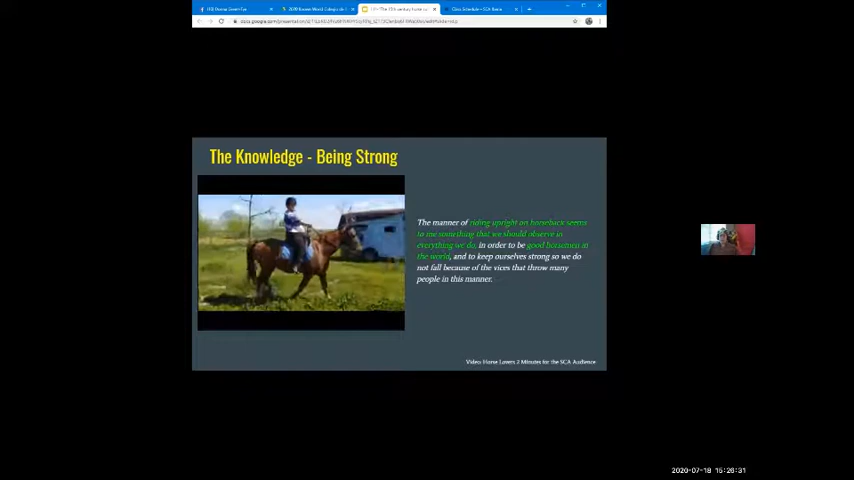 The Knowledge - Being Strong
The manner of riding upright on horseback seems
to me something that we should observe in
everything we do, in order to be good horsemen in
the world, and to keep ourselves strong so we do
not fall because of the vices that throw many
people in this manner.
Video: Horse Lovers 2 Minutes for the SCA Audience
2020-07-18 15:26:31